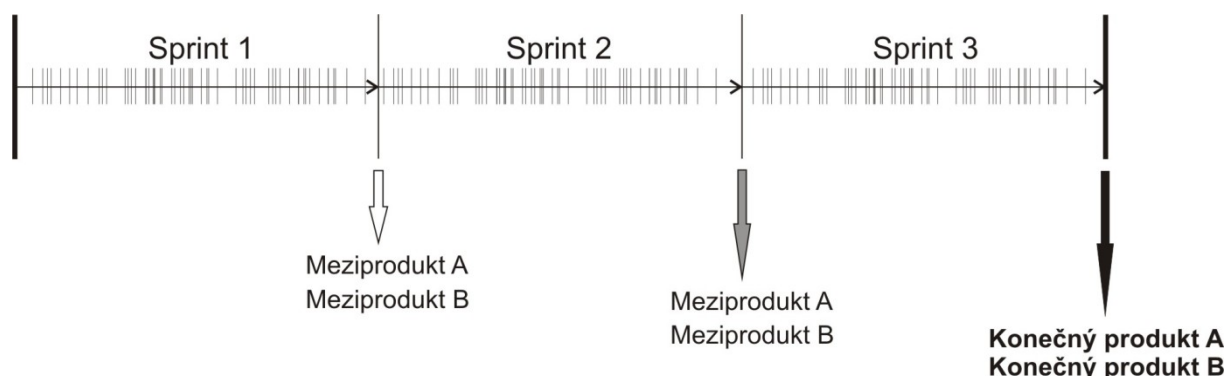 Sprint 1
Sprint 2
Sprint 3
Meziprodukt A
Meziprodukt B
Meziprodukt A
Meziprodukt B
Konečný produkt A
Konečný produkt B